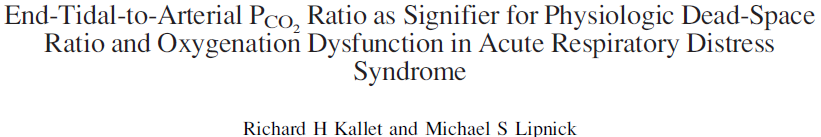 End-Tidal-to-Arterial PCO2 Ratio as Signifier for Physiologic Dead-Space
Ratio and Oxygenation Dysfunction in Acute Respiratory Distress
Syndrome
Richard H Kallet and Michael S Lipnick